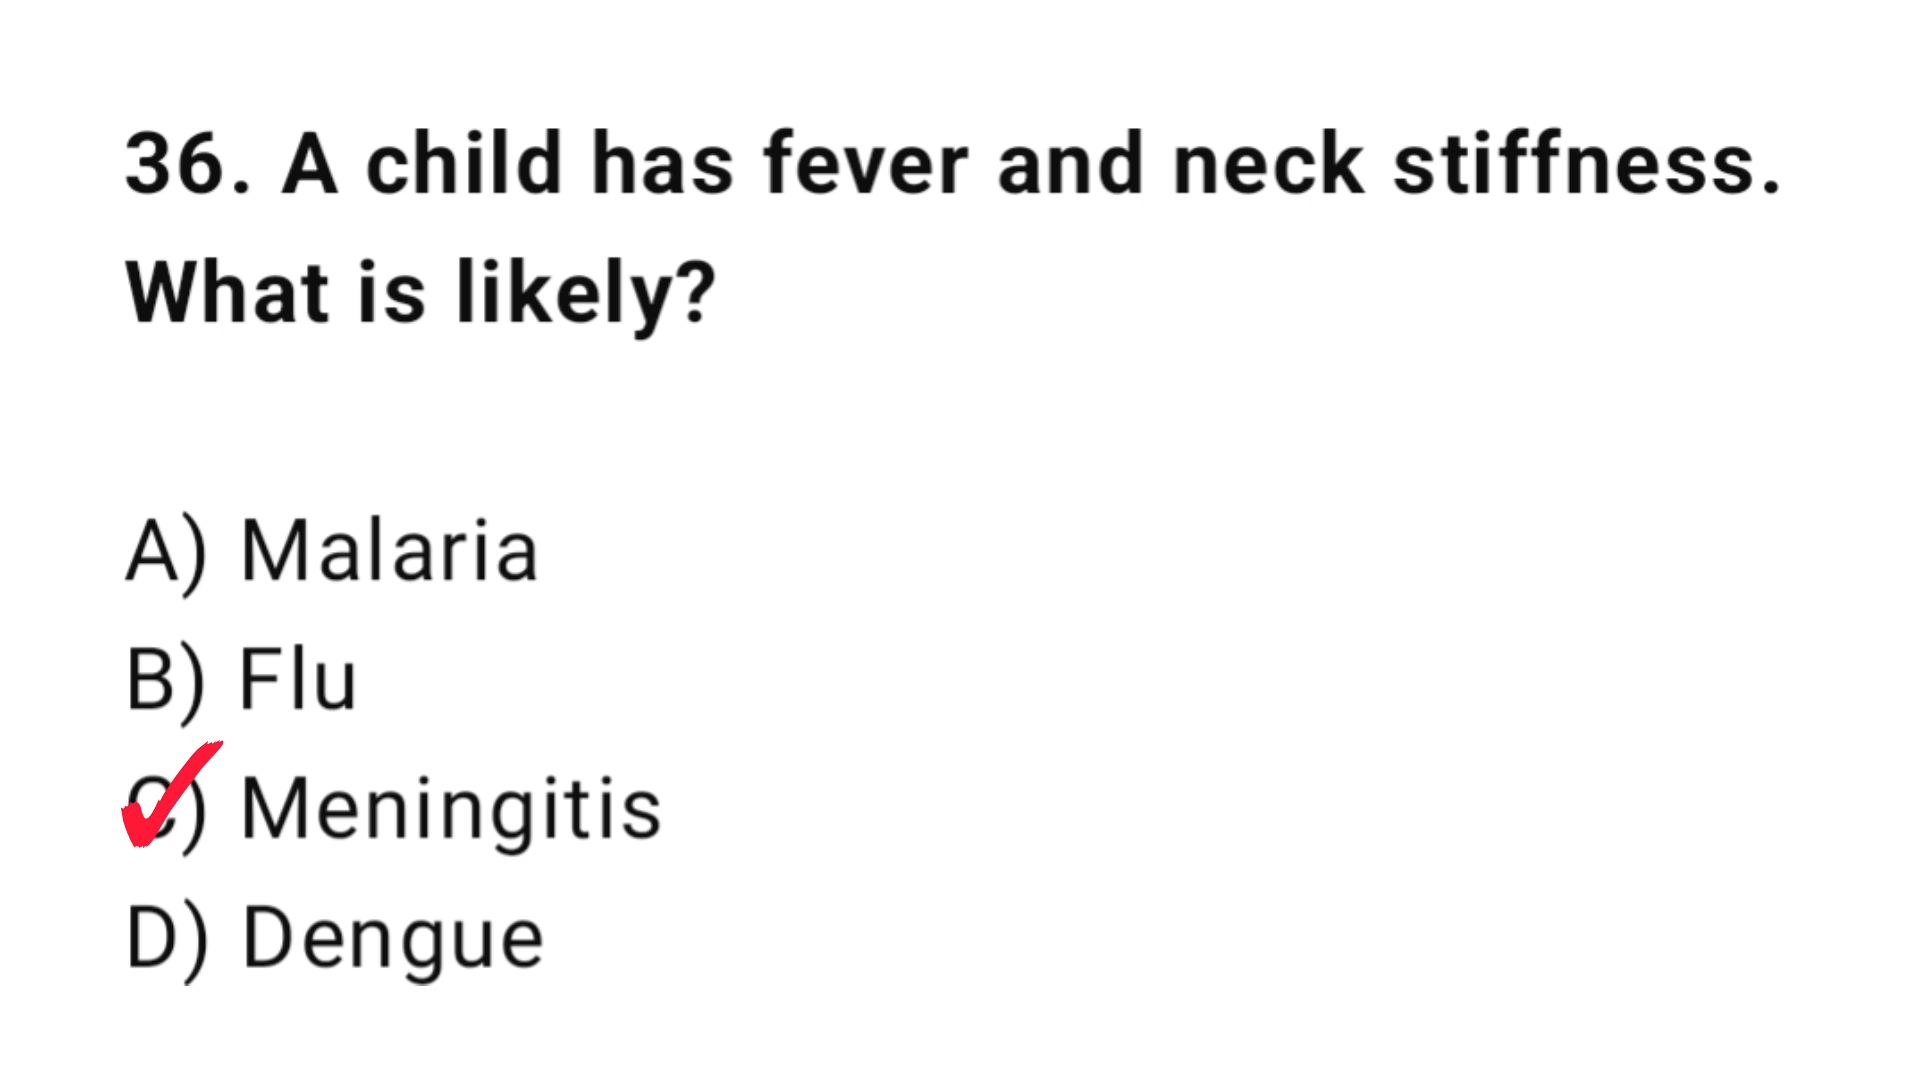 36. A child has fever and neck stiffness.
What is likely?
A) Malaria
B) Flu
C) Meningitis
D) Dengue